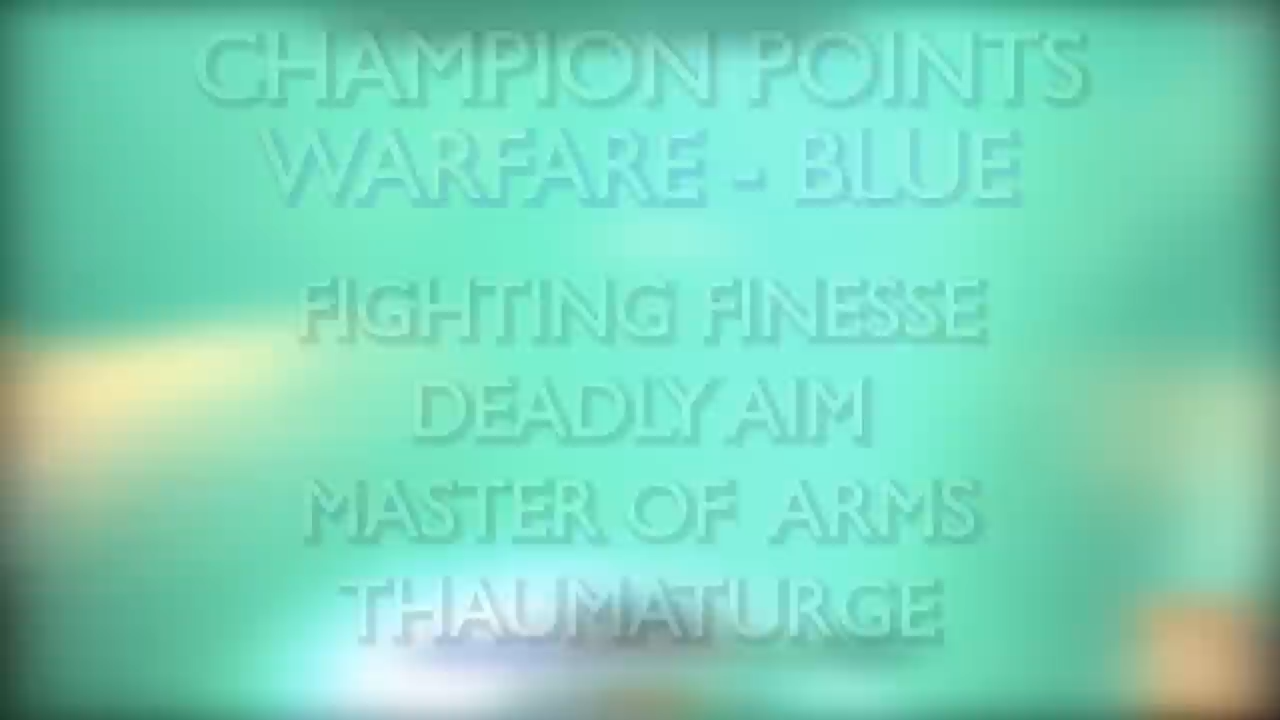 CHAMPION POINTS
WARFARE - BLUE
FIGHTING FINESSE
DEADLY AIM
MASTER OF ARMS
THAUMATURGE